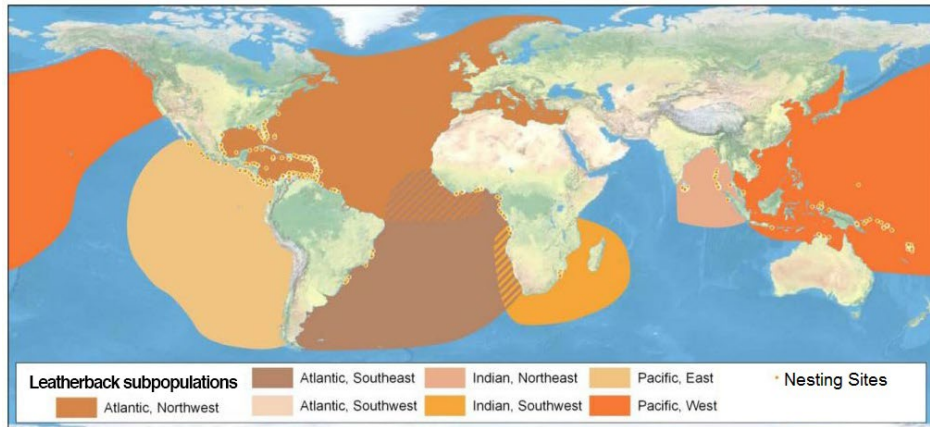 Leatherback subpopulations
Atlantic, Northwest
Atlantic, Southeast
Atlantic, Southwest
Indian, Northeast
Indian, Southwest
Pacific, East
Pacific, West
Nesting Sites